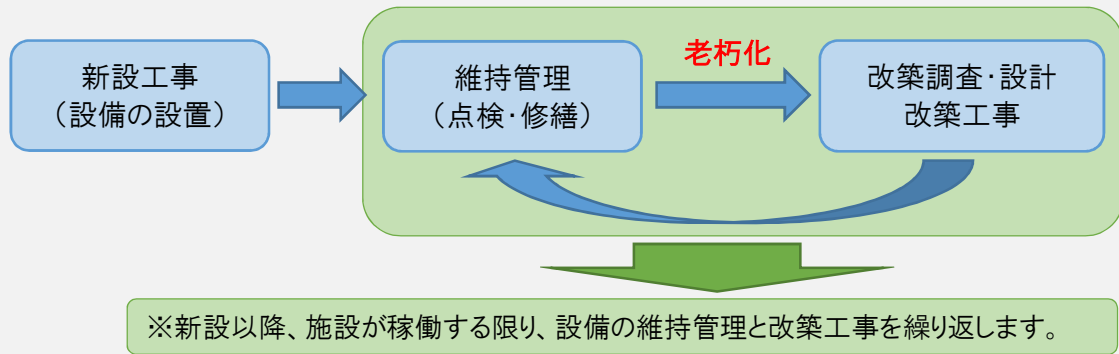 新設工事
（設備の設置）
維持管理
（点検・修繕）
老朽化
改築調査・設計
改築工事
※新設以降、施設が稼働する限り、設備の維持管理と改築工事を繰り返します。